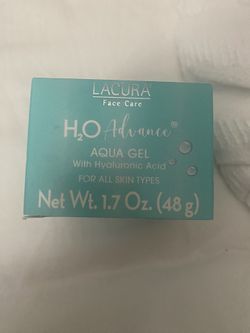 LACURA
Face Care
H₂O Advance®
AQUA GEL
With Hyaluronic Acid
FOR ALL SKIN TYPES
Net Wt. 1.7 Oz. (48 g)